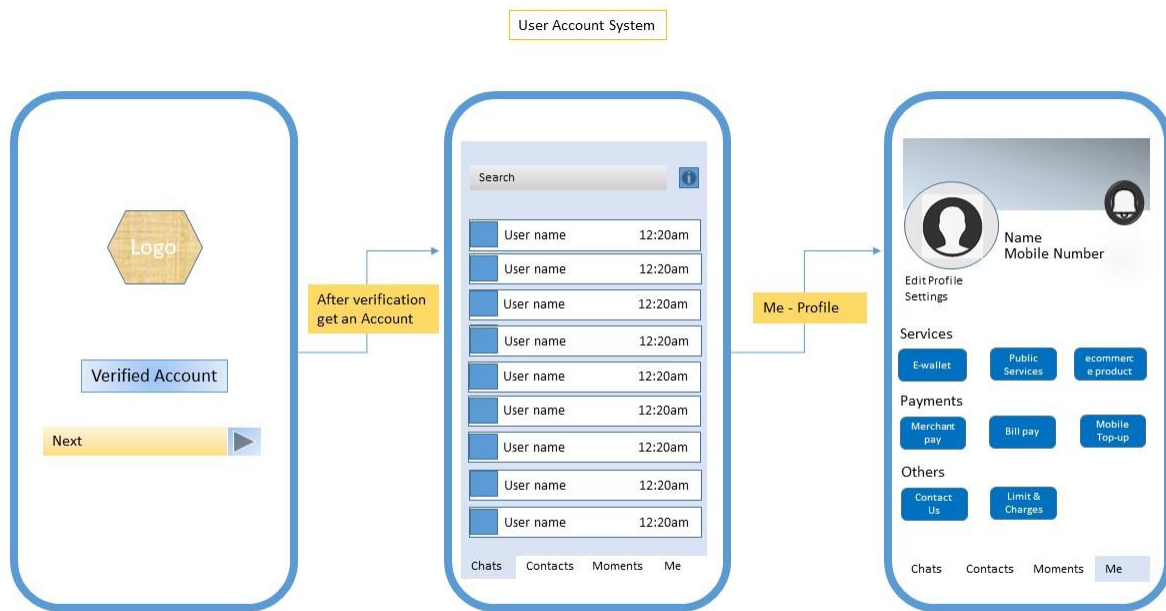 User Account System
Logo
Verified Account
Next
After verification
get an Account
Search
User name 12:20am
User name 12:20am
User name 12:20am
User name 12:20am
User name 12:20am
User name 12:20am
User name 12:20am
User name 12:20am
User name 12:20am
Chats Contacts Moments Me
Me - Profile
Name
Mobile Number
Edit Profile
Settings
Services
E-wallet
Public
Services
ecommerc
e product
Payments
Merchant
pay
Bill pay
Mobile
Top-up
Others
Contact
Us
Limit &
Charges
Chats Contacts Moments Me